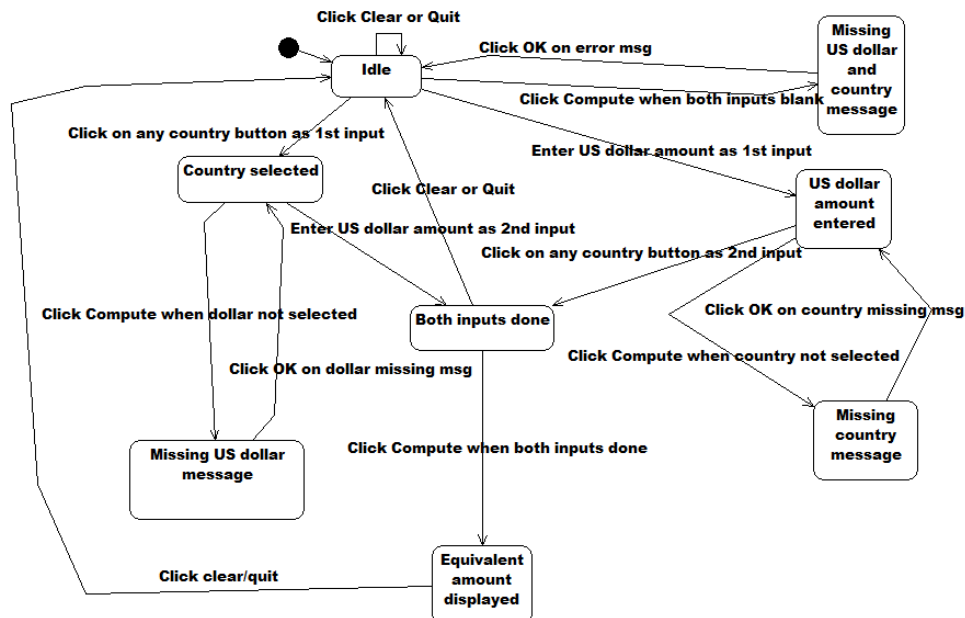 Click Clear or Quit
Missing
US dollar
and
country
message
Click OK on error msg
Idle
Click Compute when both inputs blank
Click on any country button as 1st input
Enter US dollar amount as 1st input
Country selected
Click Clear or Quit
US dollar
amount
entered
Enter US dollar amount as 2nd input
Click on any country button as 2nd input
Click Compute when dollar not selected
Both inputs done
Click OK on country missing msg
Click OK on dollar missing msg
Click Compute when country not selected
Missing
country
message
Missing US dollar
message
Click Compute when both inputs done
Equivalent
amount
displayed
Click clear/quit